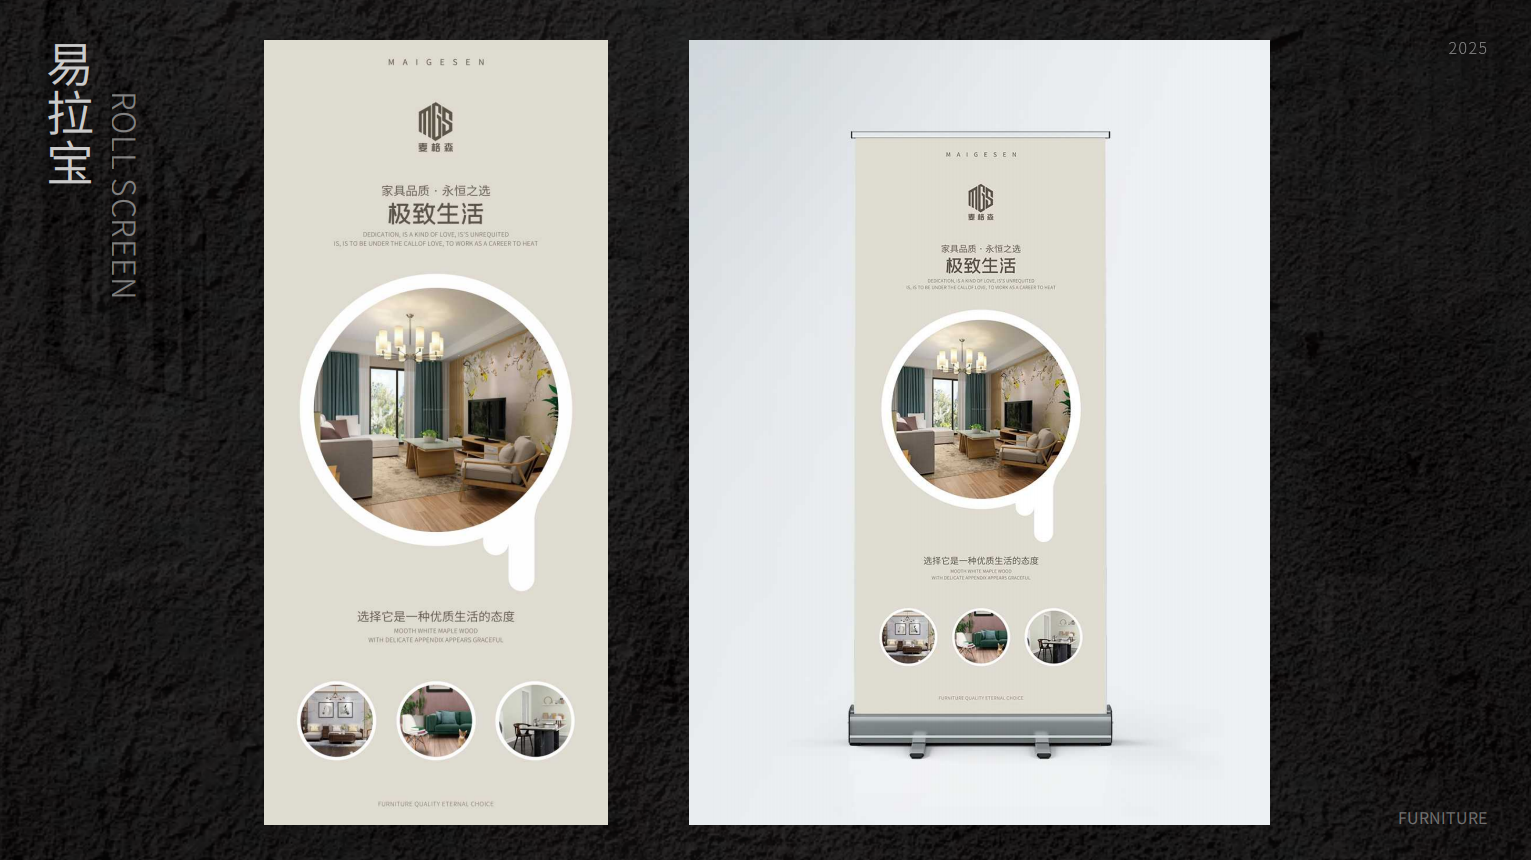 易拉宝
ROLL SCREEN
2025
MAIGESEN
MGS
麦格森
家具品质 · 永恒之选
极致生活
DEDICATION, IS A KIND OF LOVE, IS'S UNREQUITED
IS, IS TO BE UNDER THE CALLOF LOVE, TO WORK AS A CAREER TO HEAT
选择它是一种优质生活的态度
MOOTH WHITE MAPLE WOOD
WITH DELICATE APPENDIX APPEARS GRACEFUL
FURNITURE QUALITY ETERNAL CHOICE
MAIGESEN
MGS
麦格森
家具品质 · 永恒之选
极致生活
DEDICATION, IS A KIND OF LOVE, IS'S UNREQUITED
IS, IS TO BE UNDER THE CALLOF LOVE, TO WORK AS A CAREER TO HEAT
选择它是一种优质生活的态度
MOOTH WHITE MAPLE WOOD
WITH DELICATE APPENDIX APPEARS GRACEFUL
FURNITURE QUALITY ETERNAL CHOICE
FURNITURE